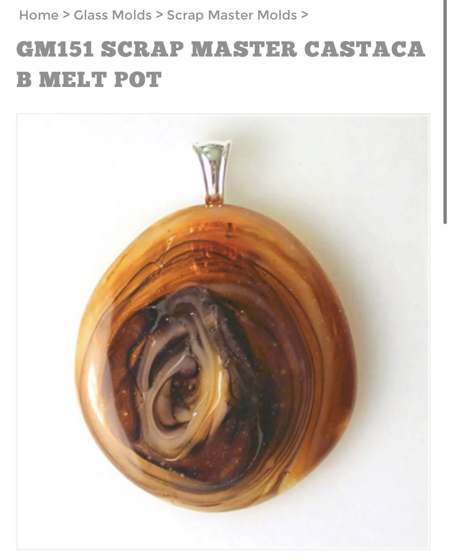 Home > Glass Molds > Scrap Master Molds >
GM151 SCRAP MASTER CASTACA
B MELT POT